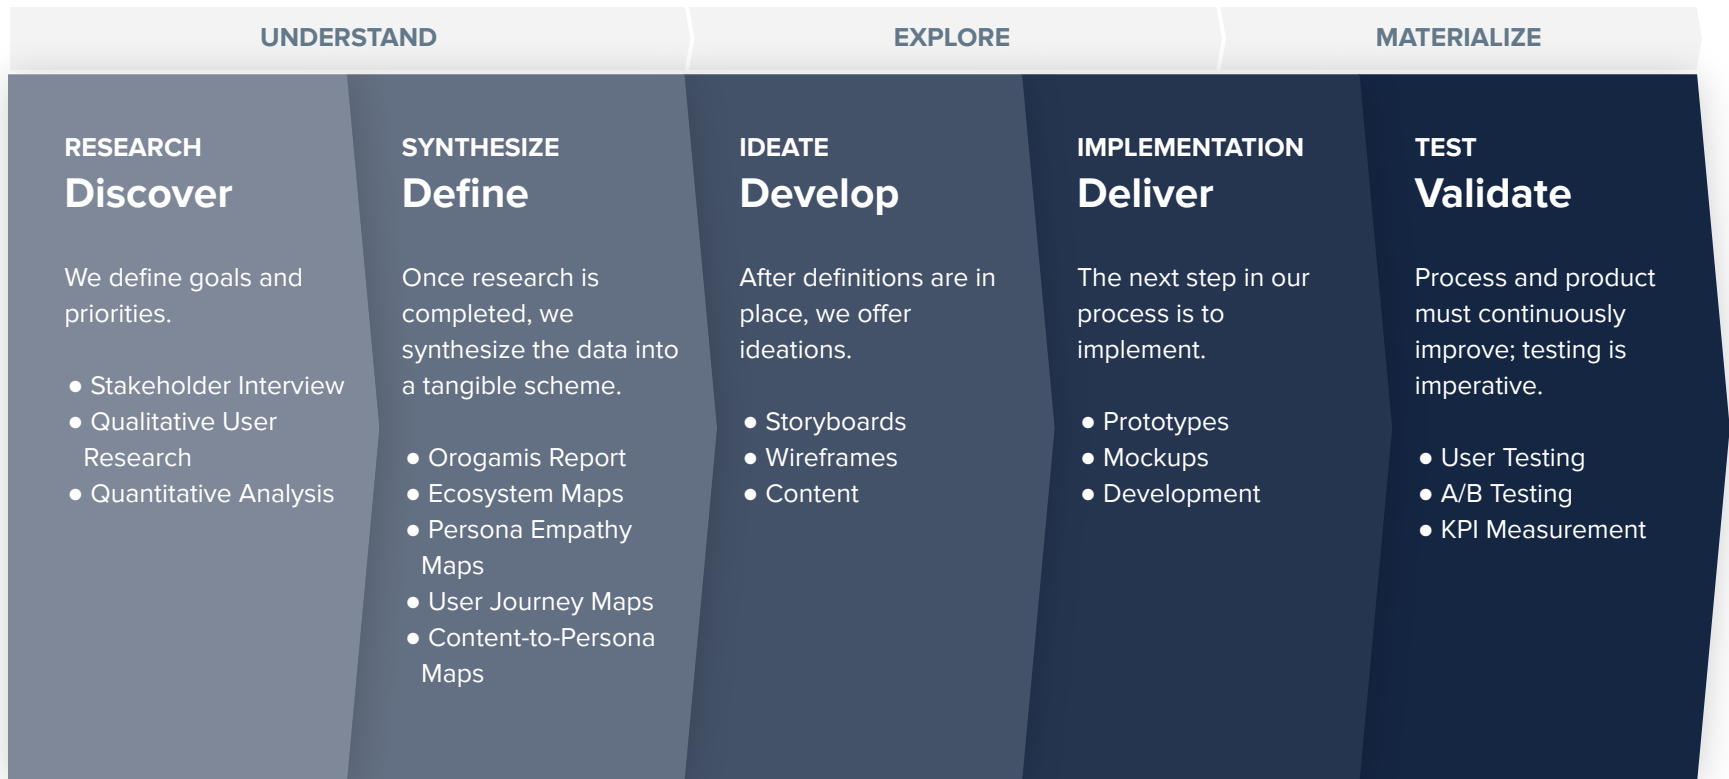 UNDERSTAND
EXPLORE
MATERIALIZE
RESEARCH
Discover
We define goals and
priorities.
● Stakeholder Interview
● Qualitative User
Research
● Quantitative Analysis
SYNTHESIZE
Define
Once research is
completed, we
synthesize the data into
a tangible scheme.
● Orogamis Report
● Ecosystem Maps
● Persona Empathy
Maps
● User Journey Maps
● Content-to-Persona
Maps
IDEATE
Develop
After definitions are in
place, we offer
ideations.
● Storyboards
● Wireframes
● Content
IMPLEMENTATION
Deliver
The next step in our
process is to
implement.
● Prototypes
● Mockups
● Development
TEST
Validate
Process and product
must continuously
improve; testing is
imperative.
● User Testing
● A/B Testing
● KPI Measurement